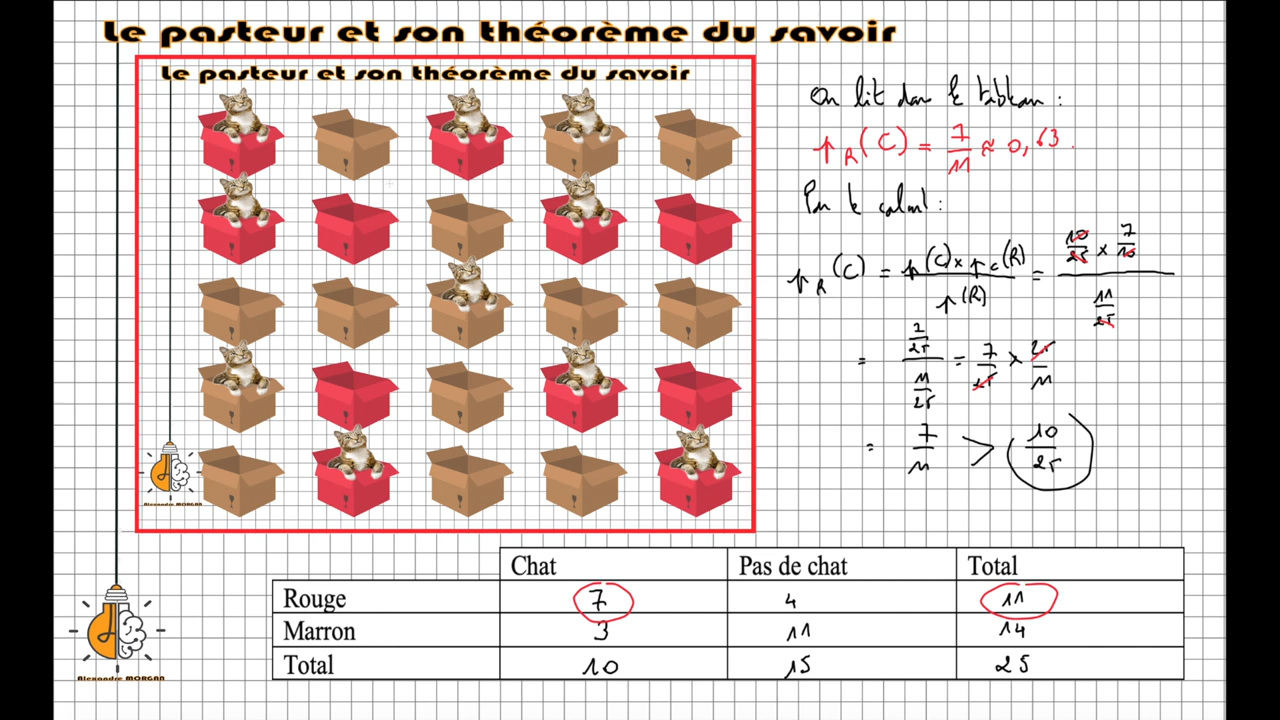 Le pasteur et son théorème du savoir
Le pasteur et son théorème du savoir
Alexandre MORGAN
On lit dans le tableau :
p_R(C) = 7/11 ≈ 0,63.
Par le calcul :
p_R(C) = p(C) × p_C(R) / p(R) = (10/25 × 7/10) / (11/25)
= (7/25) / (11/25) = 7/25 × 25/11
= 7/11 > 10/25
Chat Pas de chat Total
Rouge 7 4 11
Marron 3 11 14
Total 10 15 25
Alexandre MORGAN